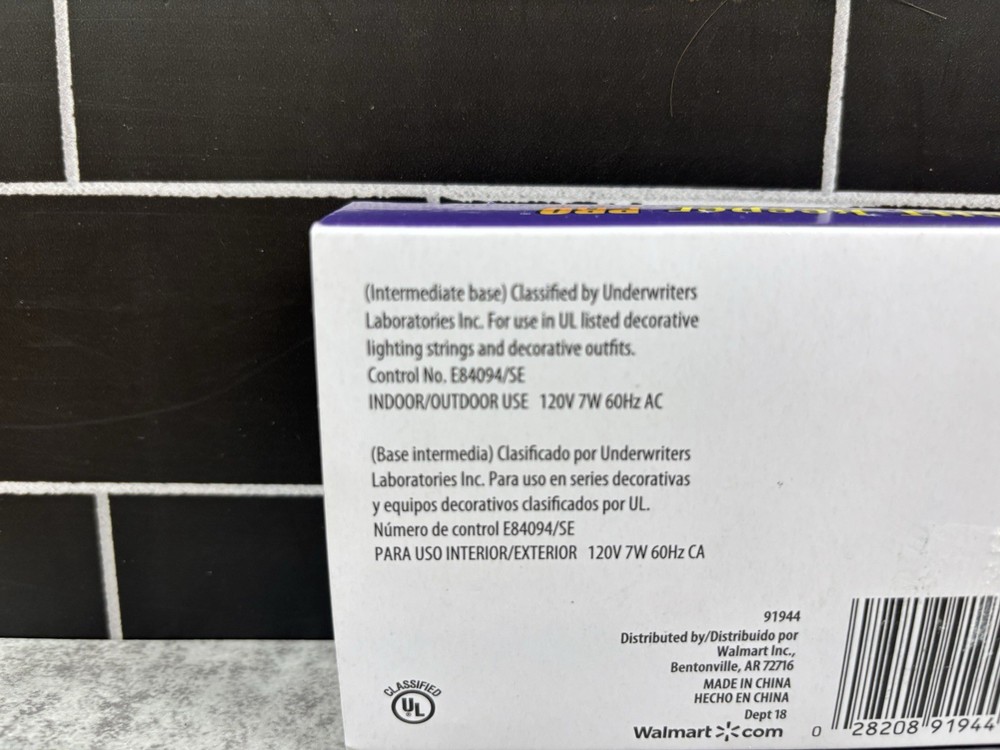 PRO
(Intermediate base) Classified by Underwriters
Laboratories Inc. For use in UL listed decorative
lighting strings and decorative outfits.
Control No. E84094/SE
INDOOR/OUTDOOR USE 120V 7W 60Hz AC
(Base intermedia) Clasificado por Underwriters
Laboratories Inc. Para uso en series decorativas
y equipos decorativos clasificados por UL.
Número de control E84094/SE
PARA USO INTERIOR/EXTERIOR 120V 7W 60Hz CA
91944
Distributed by/Distribuido por
Walmart Inc.,
Bentonville, AR 72716
MADE IN CHINA
HECHO EN CHINA
Dept 18
Walmart com
CLASSIFIED
UL
0 28208 91944